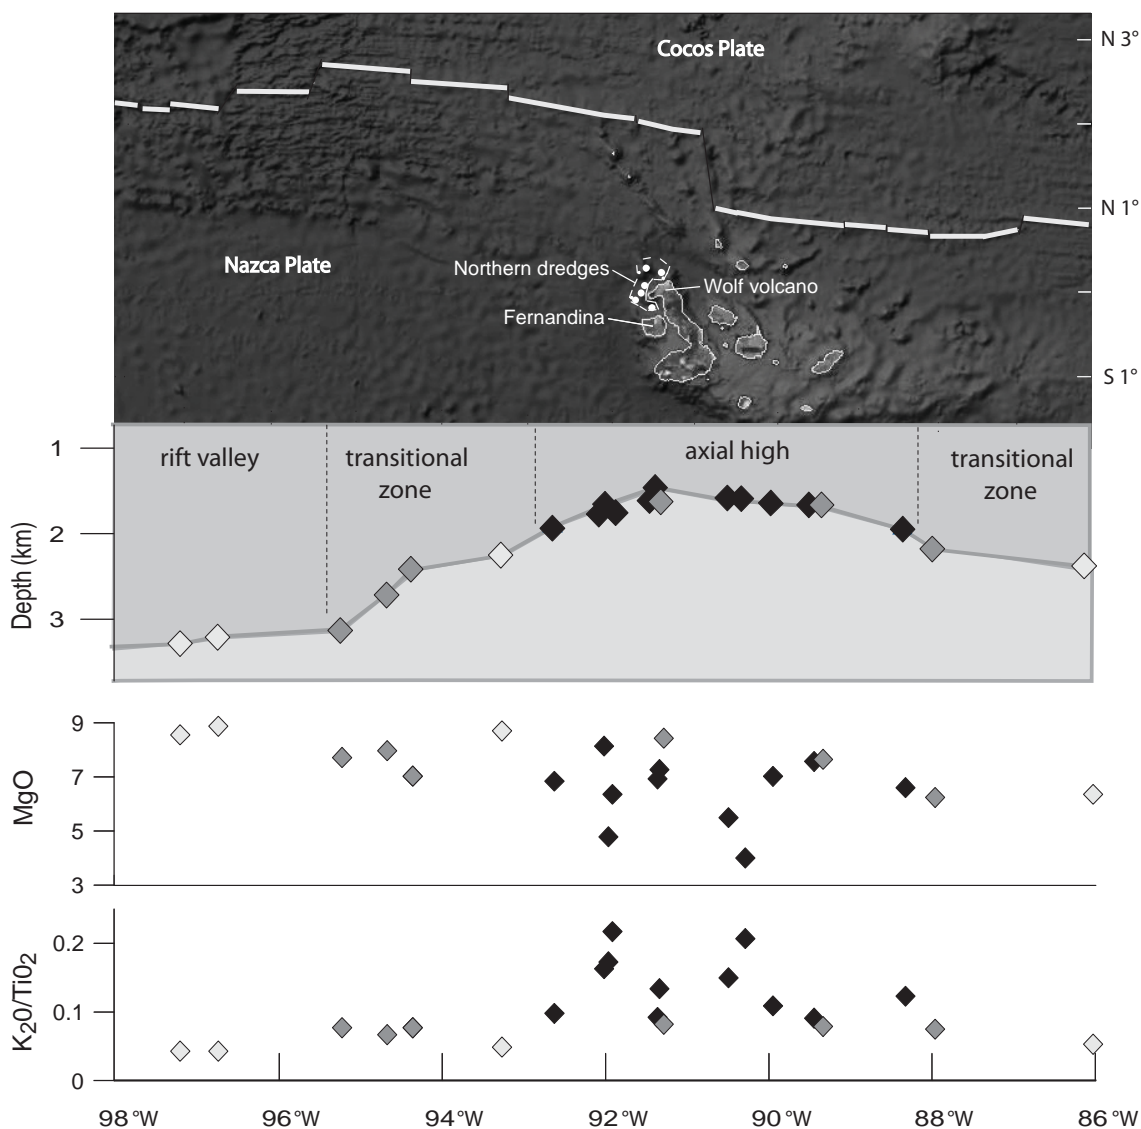 Cocos Plate
N 3°
N 1°
Nazca Plate
Northern dredges
Wolf volcano
Fernandina
S 1°
rift valley
transitional
zone
axial high
transitional
zone
Depth (km)
1
2
3
MgO
9
7
5
3
K₂0/Ti0₂
0.2
0.1
0
98 °W
96 °W
94 °W
92 °W
90 °W
88 °W
86 °W